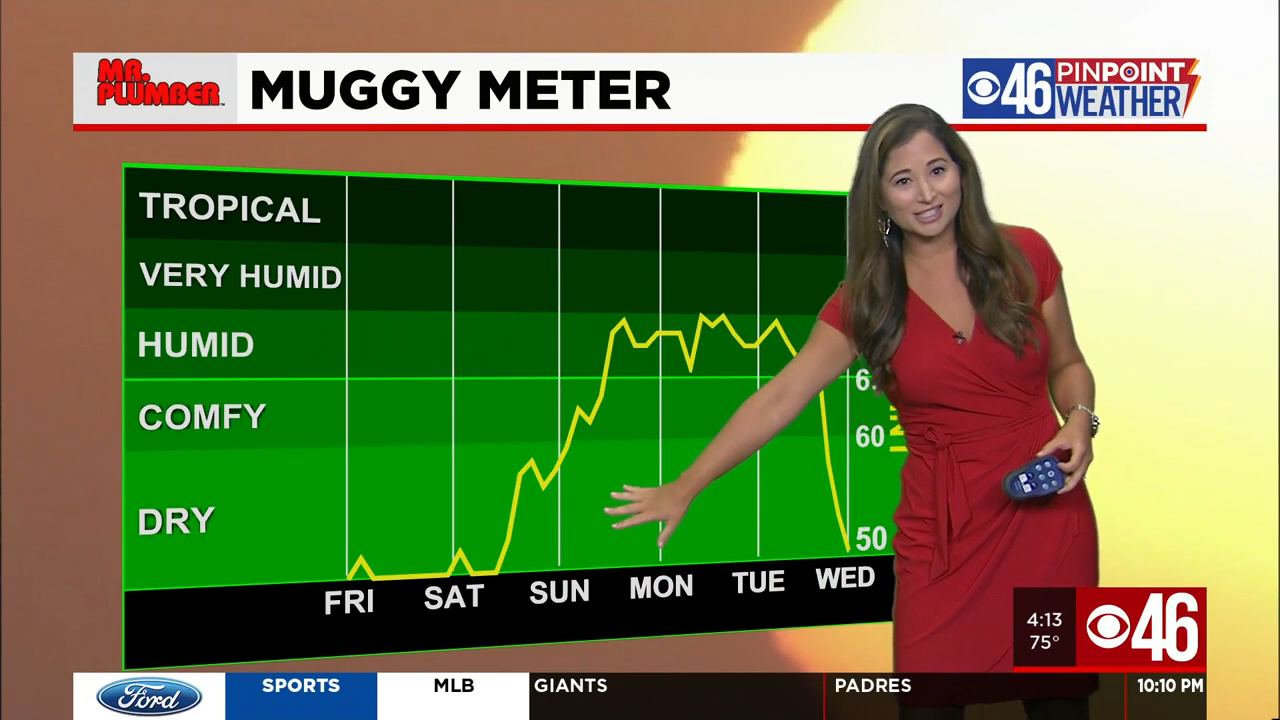 MR. PLUMBER
MUGGY METER
46 PINPOINT WEATHER
TROPICAL
VERY HUMID
HUMID
COMFY
DRY
60
50
FRI SAT SUN MON TUE WED
4:13
75°
46
Ford
SPORTS MLB GIANTS PADRES 10:10 PM